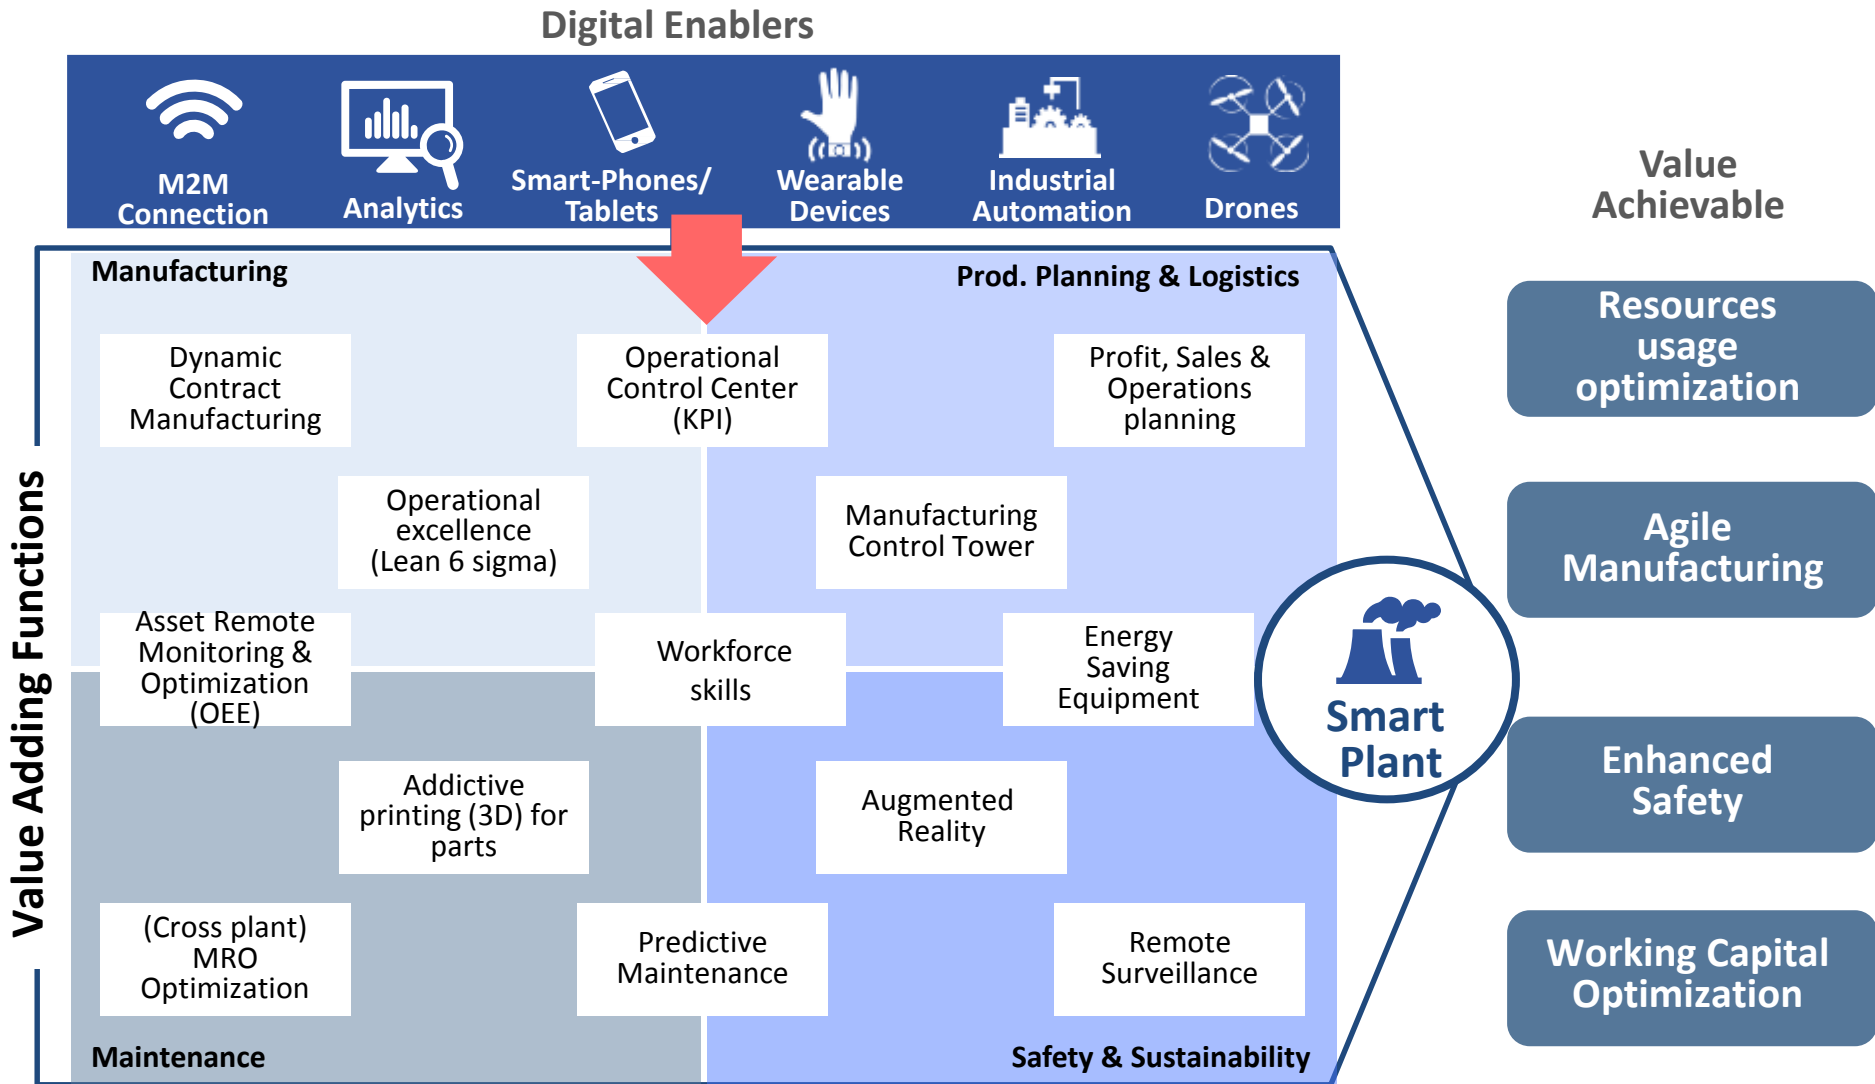 Digital Enablers
M2M
Connection
Analytics
Smart-Phones/
Tablets
Wearable
Devices
Industrial
Automation
Drones
Value
Achievable
Value Adding Functions
Manufacturing
Prod. Planning & Logistics
Dynamic
Contract
Manufacturing
Operational
Control Center
(KPI)
Profit, Sales &
Operations
planning
Operational
excellence
(Lean 6 sigma)
Manufacturing
Control Tower
Asset Remote
Monitoring &
Optimization
(OEE)
Workforce
skills
Energy
Saving
Equipment
Addictive
printing (3D) for
parts
Augmented
Reality
(Cross plant)
MRO
Optimization
Predictive
Maintenance
Remote
Surveillance
Maintenance
Safety & Sustainability
Smart
Plant
Resources
usage
optimization
Agile
Manufacturing
Enhanced
Safety
Working Capital
Optimization